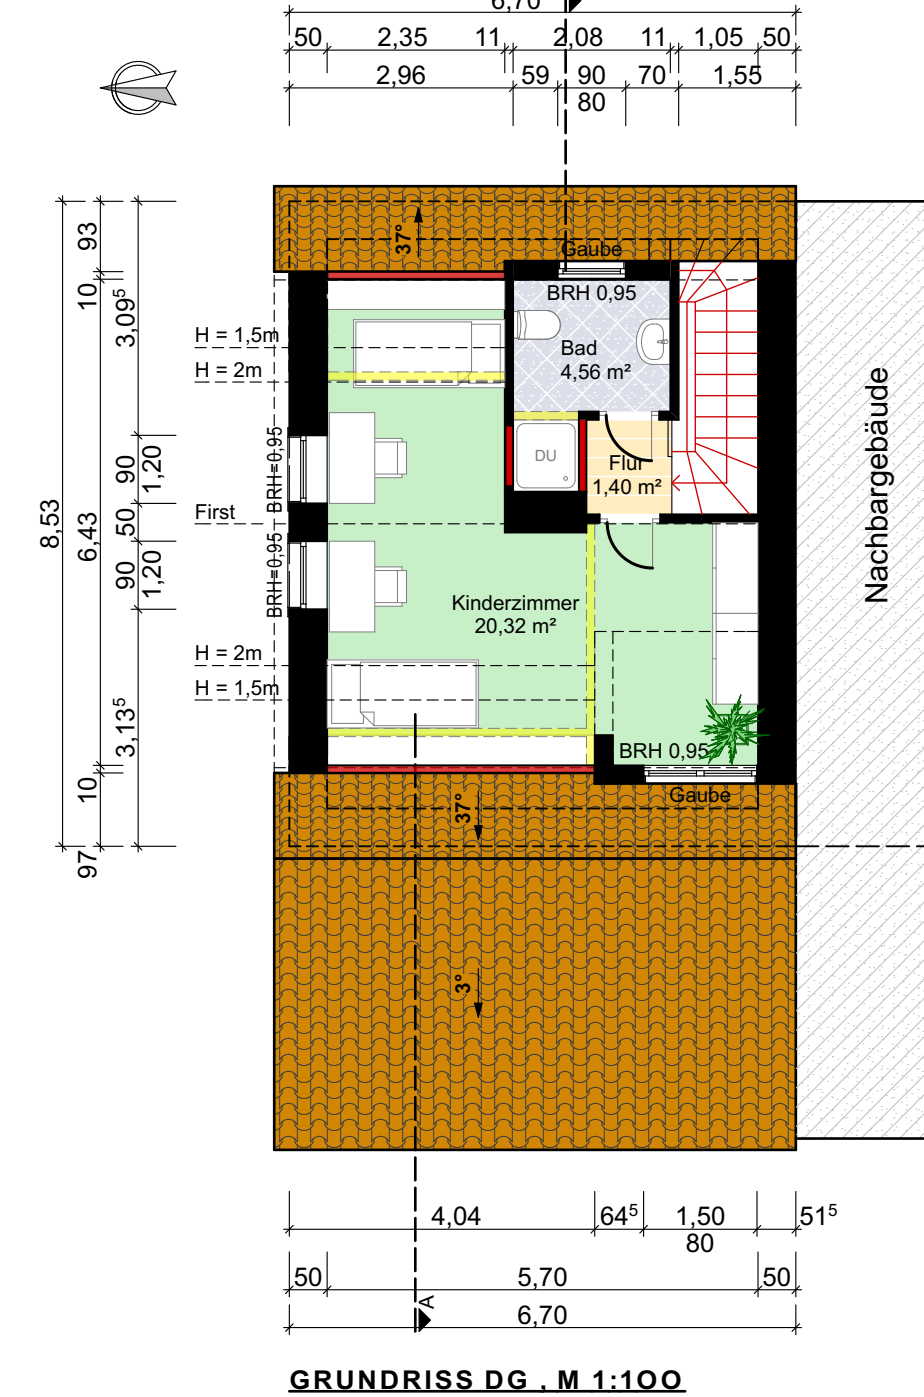 6,70
50 2,35 11 2,08 11 1,05 50
2,96 59 90 70 1,55
80
93
10
3,09⁵
37°
Gaube
BRH 0,95
H = 1,5m
H = 2m
Bad
4,56 m²
Nachbargebäude
BRH=0,95
90
1,20
DU
Flur
1,40 m²
First
8,53
6,43
50
BRH=0,95
90
1,20
Kinderzimmer
20,32 m²
H = 2m
H = 1,5m
3,13⁵
BRH 0,95
10
Gaube
37°
97
3°
4,04 64⁵ 1,50 51⁵
80
50 5,70 50
A
6,70
GRUNDRISS DG , M 1:100